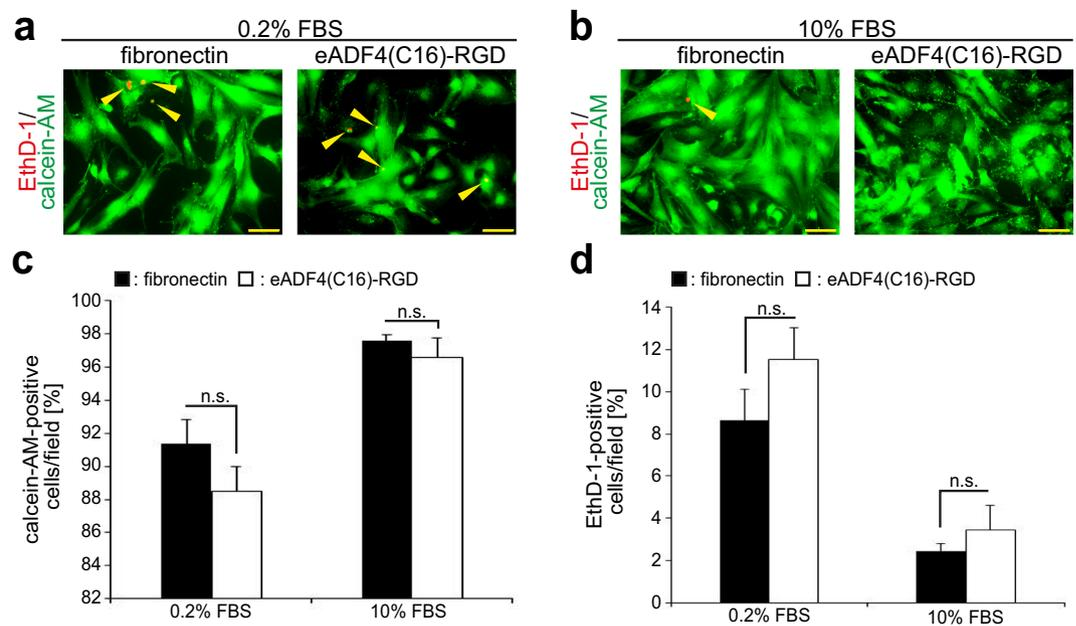 a
0.2% FBS
fibronectin
eADF4(C16)-RGD
EthD-1/
calcein-AM
b
10% FBS
fibronectin
eADF4(C16)-RGD
EthD-1/
calcein-AM
c
: fibronectin : eADF4(C16)-RGD
calcein-AM-positive
cells/field [%]
100
98
96
94
92
90
88
86
84
82
n.s.
n.s.
0.2% FBS
10% FBS
d
: fibronectin : eADF4(C16)-RGD
EthD-1-positive
cells/field [%]
14
12
10
8
6
4
2
0
n.s.
n.s.
0.2% FBS
10% FBS